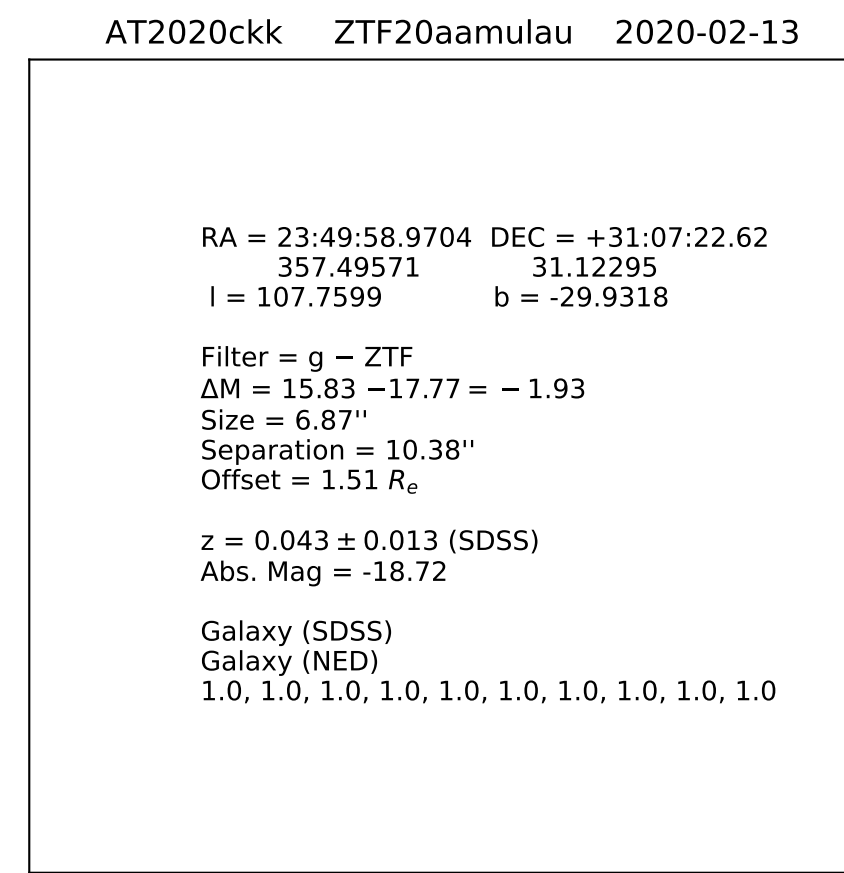 AT2020ckk ZTF20aamulau 2020-02-13
RA = 23:49:58.9704 DEC = +31:07:22.62
357.49571 31.12295
l = 107.7599 b = -29.9318
Filter = g − ZTF
ΔM = 15.83 −17.77 = − 1.93
Size = 6.87''
Separation = 10.38''
Offset = 1.51 Re
z = 0.043 ± 0.013 (SDSS)
Abs. Mag = -18.72
Galaxy (SDSS)
Galaxy (NED)
1.0, 1.0, 1.0, 1.0, 1.0, 1.0, 1.0, 1.0, 1.0, 1.0